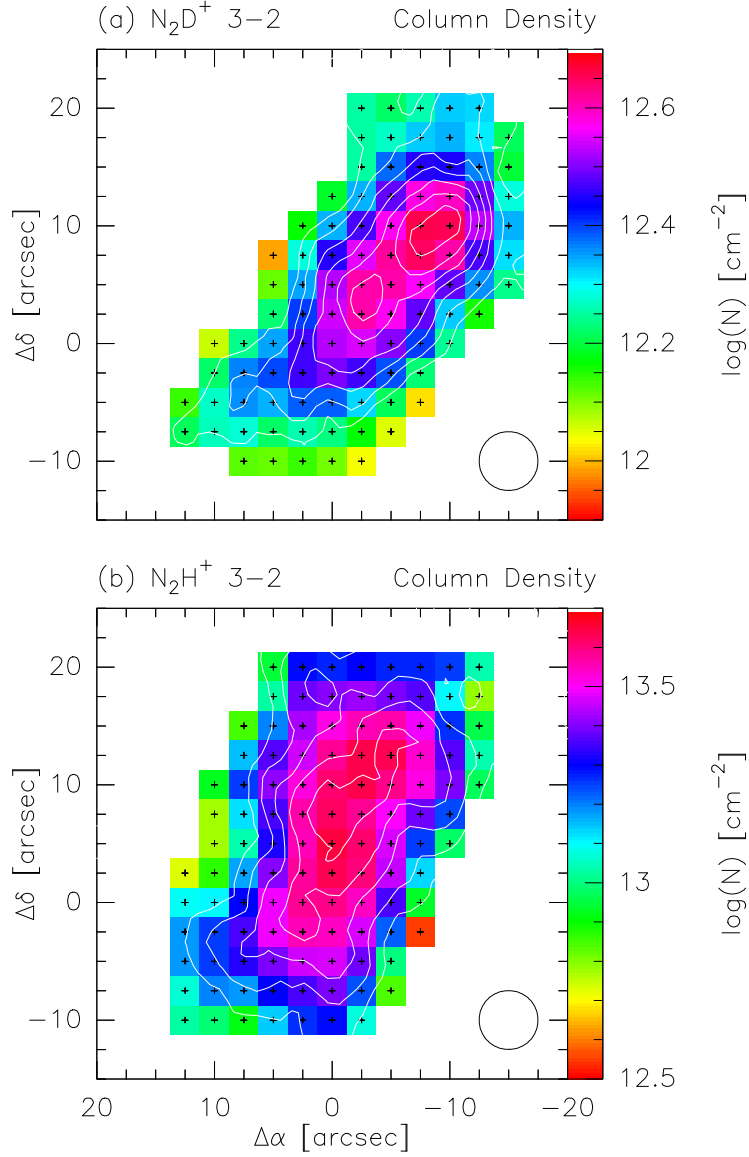 (a) N₂D⁺ 3−2 Column Density
20
10
0
−10
Δδ [arcsec]
12.6
12.4
12.2
12
log(N) [cm⁻²]
(b) N₂H⁺ 3−2 Column Density
20
10
0
−10
Δδ [arcsec]
13.5
13
12.5
log(N) [cm⁻²]
20 10 0 −10 −20
Δα [arcsec]